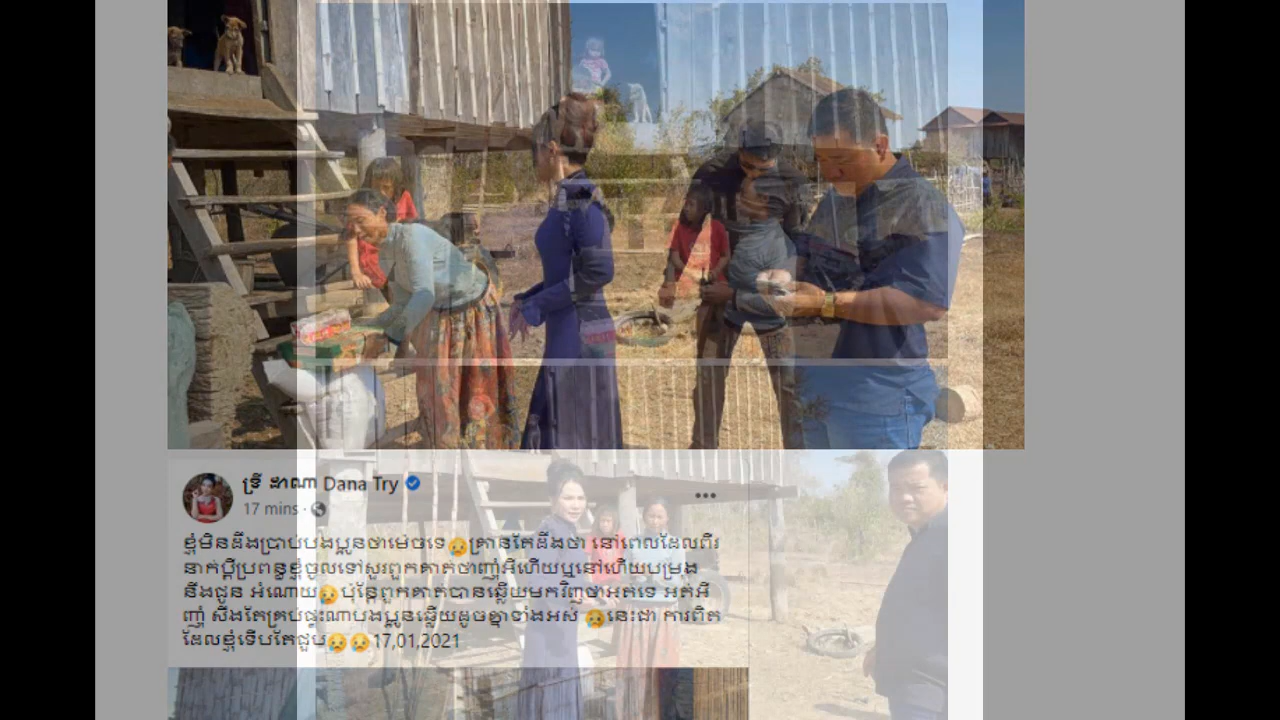 ទ្រី ដាណា Dana Try
17 mins ·
ខ្ញុំមិនដឹងប្រាប់បងប្អូនថាម៉េចទេ😥គ្រាន់តែដឹងថា នៅពេលដែលពីរ
នាក់ប្តីប្រពន្ធខ្ញុំចូលទៅសួរពួកគាត់ថាញ៉ាំអីហើយឬនៅហើយបម្រុង
នឹងជូន អំណោយ😥ប៉ុន្តែពួកគាត់បានឆ្លើយមកវិញថាអត់ទេ អត់អី
ញ៉ាំ សឹងតែគ្រប់ផ្ទះណាបងប្អូនឆ្លើយដូចគ្នាទាំងអស់ 😥នេះជា ការពិត
ដែលខ្ញុំទើបតែជួប😥😥17,01,2021